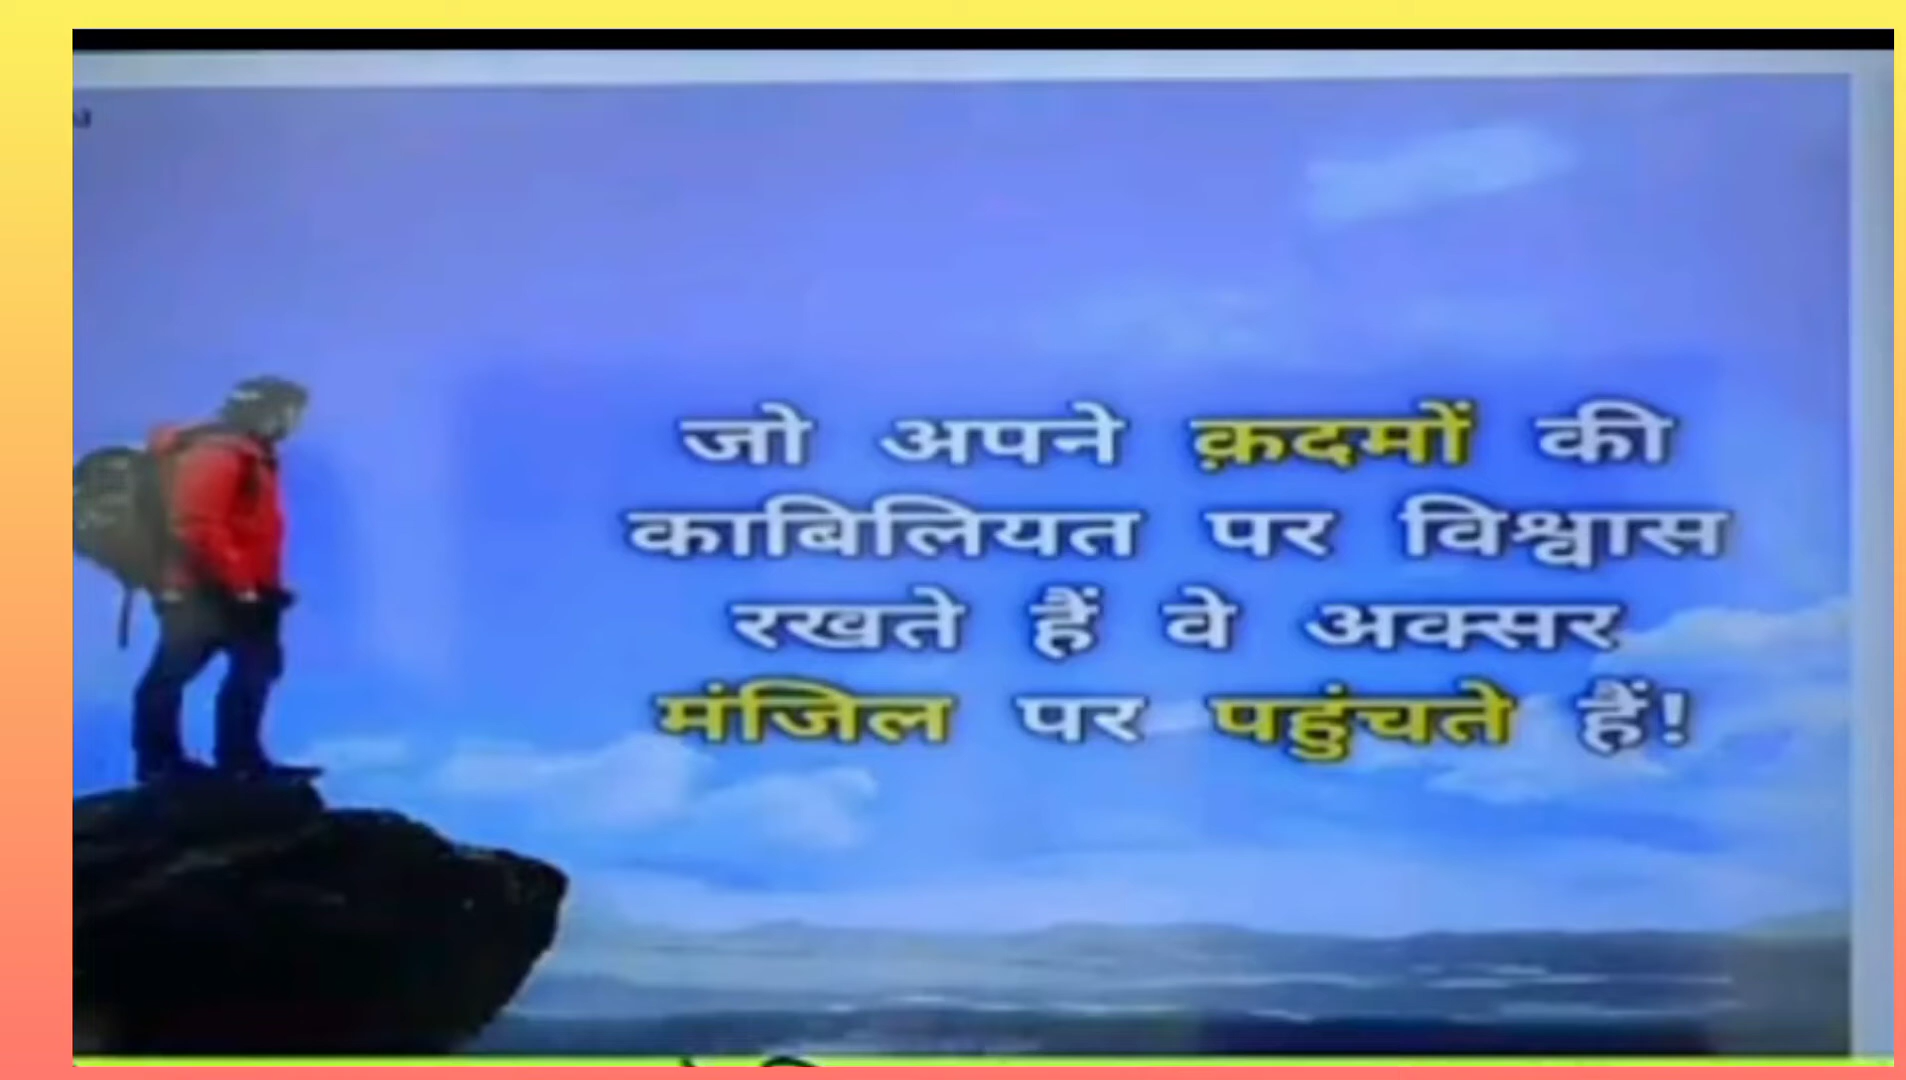 जो अपने क़दमों की
काबिलियत पर विश्वास
रखते हैं वे अक्सर
मंजिल पर पहुंचते हैं!